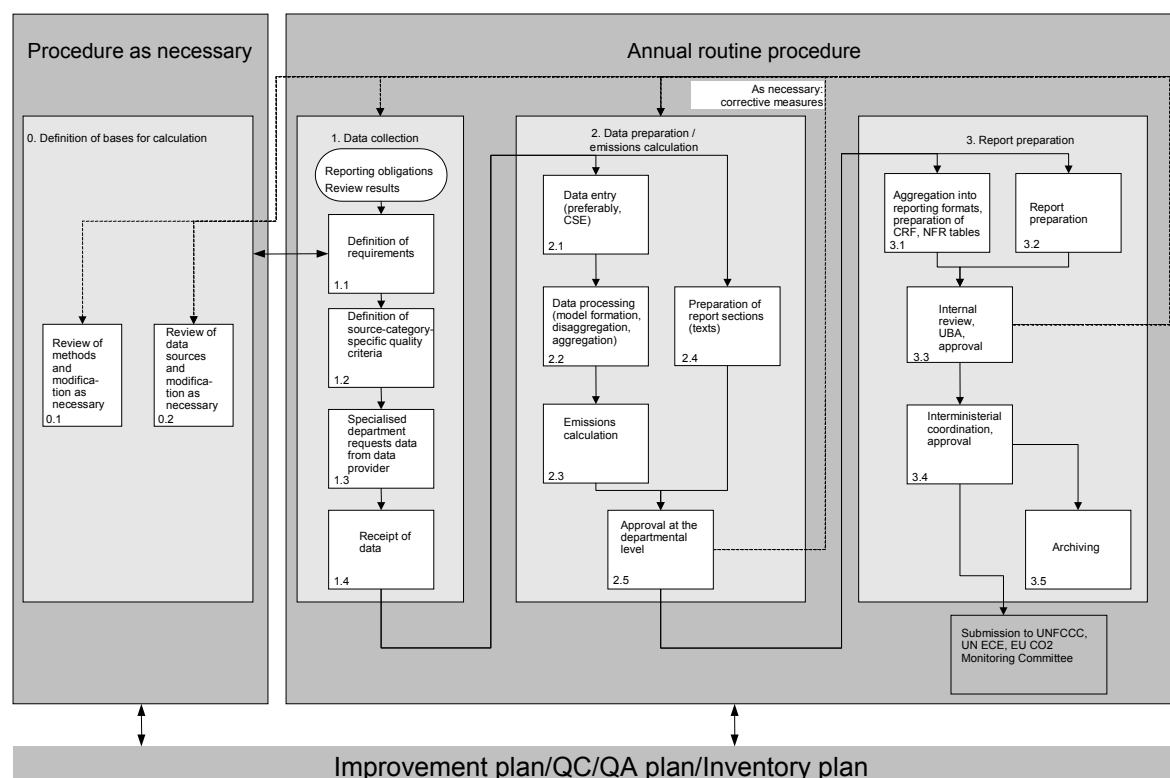 Procedure as necessary
Annual routine procedure
As necessary:
corrective measures
0. Definition of bases for calculation
Review of
methods
and
modifica-
tion as
necessary
0.1
Review of
data
sources
and
modifica-
tion as
necessary
0.2
1. Data collection
Reporting obligations
Review results
Definition of
requirements
1.1
Definition of
source-category-
specific quality
criteria
1.2
Specialised
department
requests data
from data
provider
1.3
Receipt of
data
1.4
2. Data preparation /
emissions calculation
Data entry
(preferably,
CSE)
2.1
Data processing
(model formation,
disaggregation,
aggregation)
2.2
Emissions
calculation
2.3
Preparation of
report sections
(texts)
2.4
Approval at the
departmental
level
2.5
3. Report preparation
Aggregation into
reporting formats,
preparation of
CRF, NFR tables
3.1
Report
preparation
3.2
Internal
review,
UBA,
approval
3.3
Interministerial
coordination,
approval
3.4
Archiving
3.5
Submission to UNFCCC,
UN ECE, EU CO2
Monitoring Committee
Improvement plan/QC/QA plan/Inventory plan